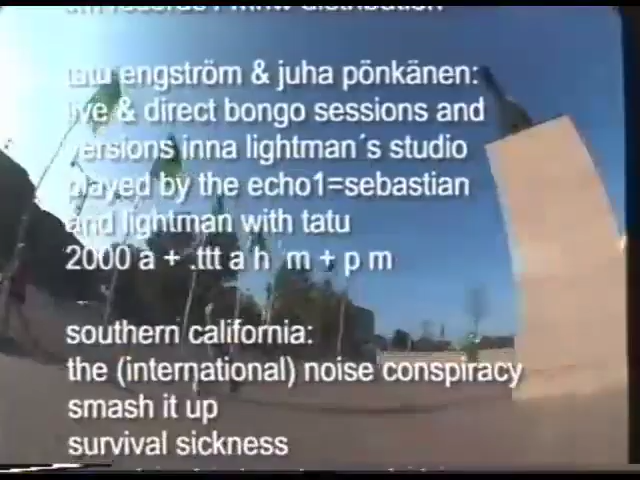 tatu engström & juha pönkänen:
live & direct bongo sessions and
versions inna lightman´s studio
played by the echo1=sebastian
and lightman with tatu
2000 a + .ttt a h m + p m
southern california:
the (international) noise conspiracy
smash it up
survival sickness